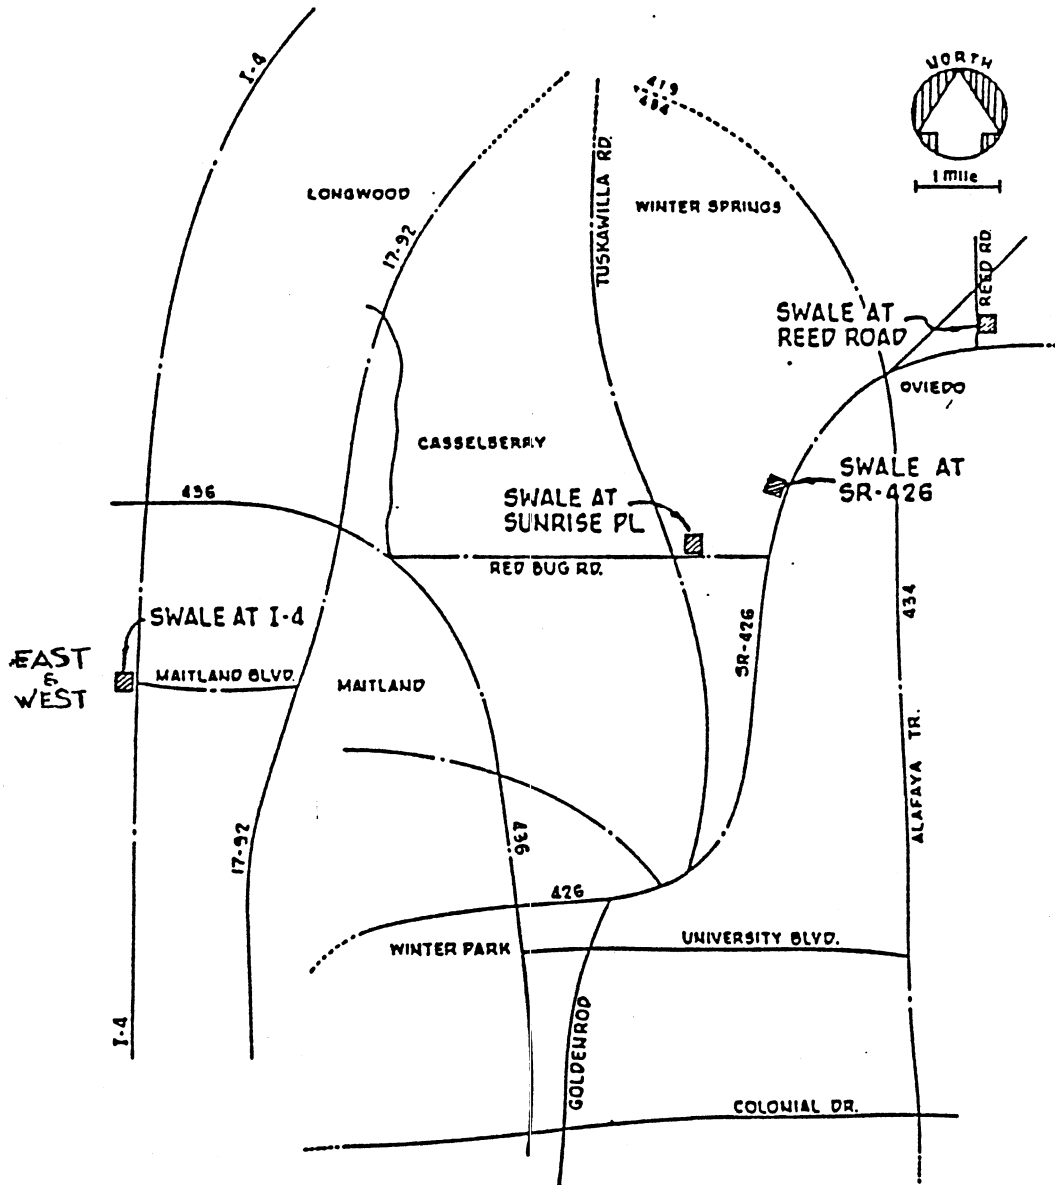 I-4
NORTH
419
434
1 mile
LONGWOOD
17-92
TUSKAWILLA RD.
WINTER SPRINGS
REED RD.
SWALE AT
REED ROAD
OVIEDO
CASSELBERRY
436
SWALE AT
SUNRISE PL
SWALE AT
SR-426
RED BUG RD.
434
SWALE AT I-4
EAST
&
WEST
MAITLAND BLVD.
MAITLAND
SR-426
ALAFAYA TR.
17-92
436
426
WINTER PARK
UNIVERSITY BLVD.
I-4
GOLDENROD
COLONIAL DR.